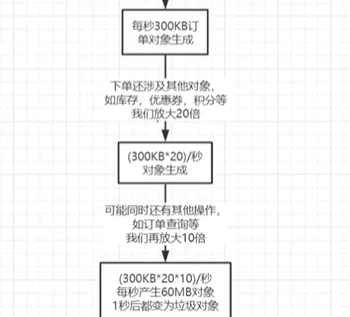 每秒300KB订
单对象生成
下单还涉及其他对象，
如库存，优惠券，积分等
我们放大20倍
(300KB*20)/秒
对象生成
可能同时还有其他操作，
如订单查询等
我们再放大10倍
(300KB*20*10)/秒
每秒产生60MB对象
1秒后都变为垃圾对象